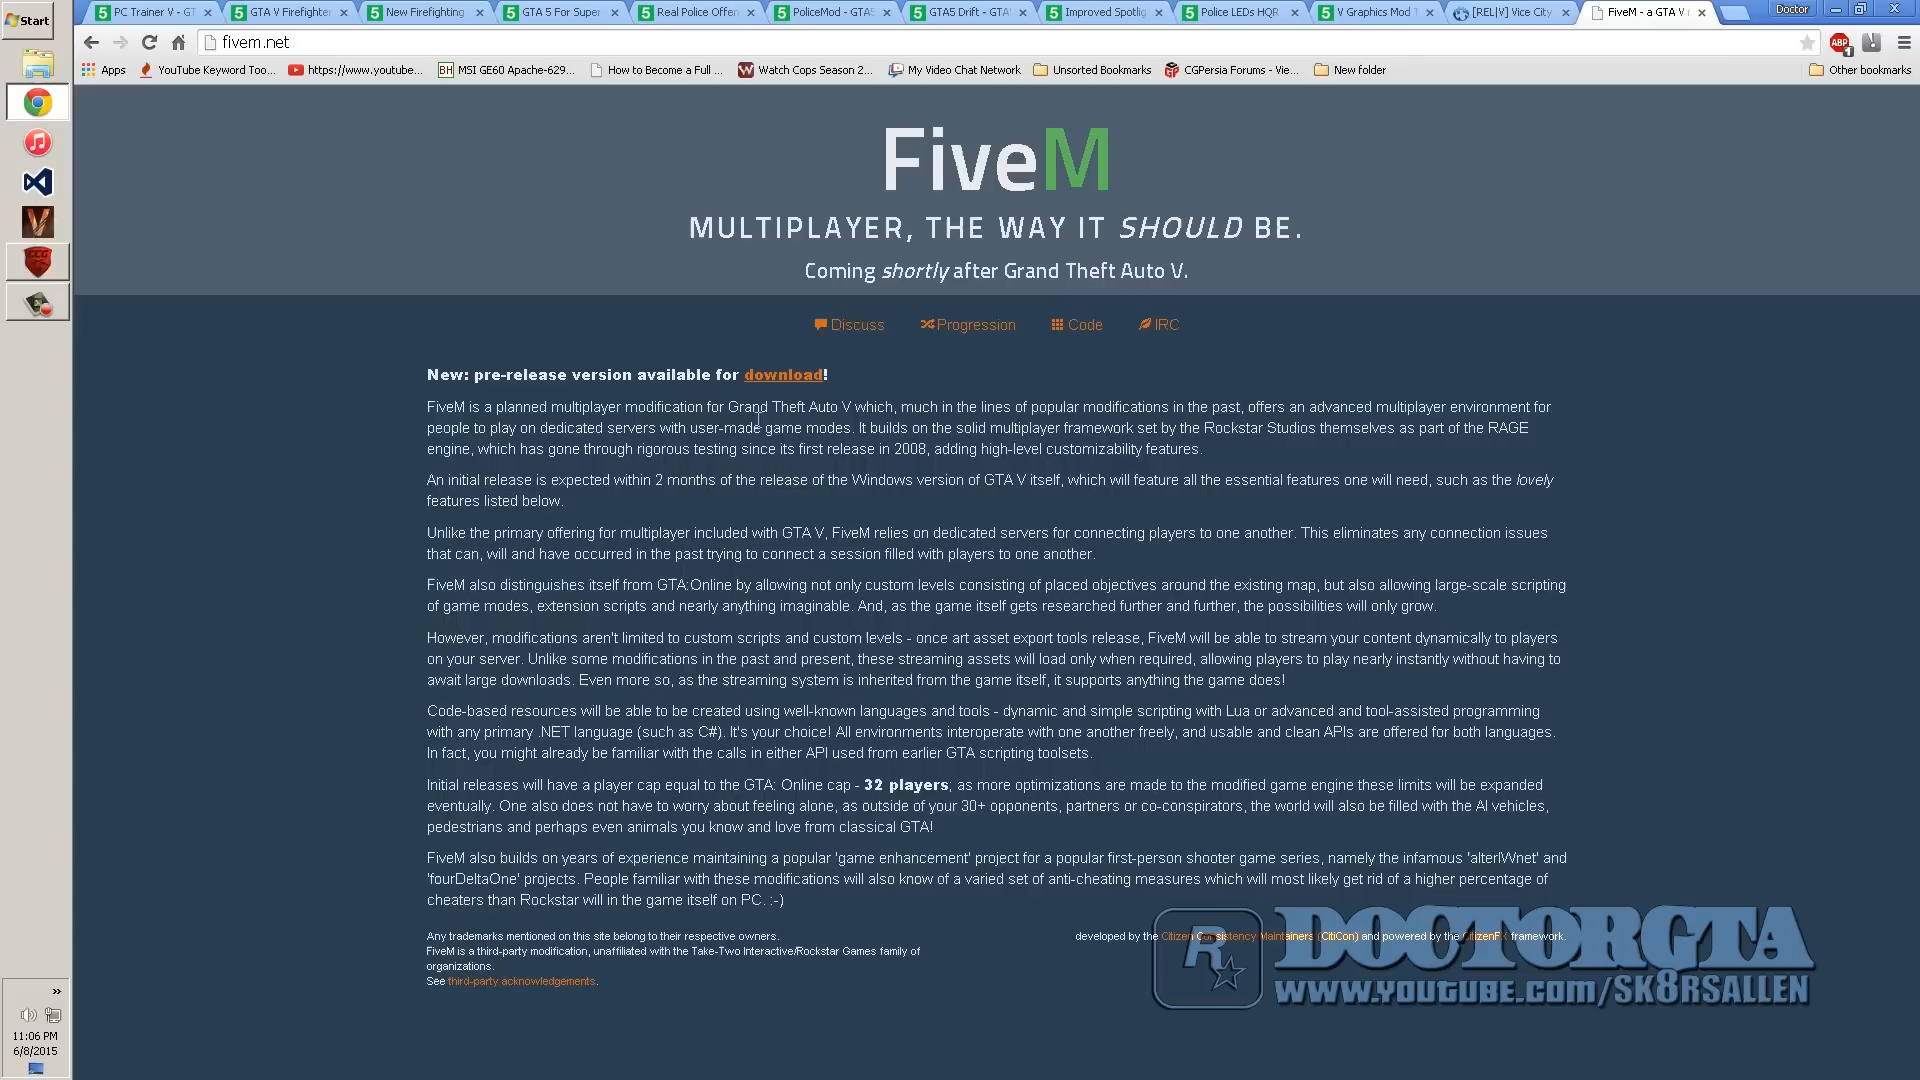 Start
PC Trainer V - GT
GTA V Firefighter
New Firefighting
GTA 5 For Super
Real Police Offen
PoliceMod - GTA5
GTA5 Drift - GTA
Improved Spotlig
Police LEDs HQR
V Graphics Mod T
[REL|V] Vice City
FiveM - a GTA V
Doctor
fivem.net
ABP
1
Apps
YouTube Keyword Too...
https://www.youtube...
BH MSI GE60 Apache-629...
How to Become a Full ...
Watch Cops Season 2...
My Video Chat Network
Unsorted Bookmarks
CGPersia Forums - Vie...
New folder
Other bookmarks
FiveM
MULTIPLAYER, THE WAY IT SHOULD BE.
Coming shortly after Grand Theft Auto V.
Discuss
Progression
Code
IRC
New: pre-release version available for download!
FiveM is a planned multiplayer modification for Grand Theft Auto V which, much in the lines of popular modifications in the past, offers an advanced multiplayer environment for
people to play on dedicated servers with user-made game modes. It builds on the solid multiplayer framework set by the Rockstar Studios themselves as part of the RAGE
engine, which has gone through rigorous testing since its first release in 2008, adding high-level customizability features.
An initial release is expected within 2 months of the release of the Windows version of GTA V itself, which will feature all the essential features one will need, such as the lovely
features listed below.
Unlike the primary offering for multiplayer included with GTA V, FiveM relies on dedicated servers for connecting players to one another. This eliminates any connection issues
that can, will and have occurred in the past trying to connect a session filled with players to one another.
FiveM also distinguishes itself from GTA:Online by allowing not only custom levels consisting of placed objectives around the existing map, but also allowing large-scale scripting
of game modes, extension scripts and nearly anything imaginable. And, as the game itself gets researched further and further, the possibilities will only grow.
However, modifications aren't limited to custom scripts and custom levels - once art asset export tools release, FiveM will be able to stream your content dynamically to players
on your server. Unlike some modifications in the past and present, these streaming assets will load only when required, allowing players to play nearly instantly without having to
await large downloads. Even more so, as the streaming system is inherited from the game itself, it supports anything the game does!
Code-based resources will be able to be created using well-known languages and tools - dynamic and simple scripting with Lua or advanced and tool-assisted programming
with any primary .NET language (such as C#). It's your choice! All environments interoperate with one another freely, and usable and clean APIs are offered for both languages.
In fact, you might already be familiar with the calls in either API used from earlier GTA scripting toolsets.
Initial releases will have a player cap equal to the GTA: Online cap - 32 players; as more optimizations are made to the modified game engine these limits will be expanded
eventually. One also does not have to worry about feeling alone, as outside of your 30+ opponents, partners or co-conspirators, the world will also be filled with the AI vehicles,
pedestrians and perhaps even animals you know and love from classical GTA!
FiveM also builds on years of experience maintaining a popular 'game enhancement' project for a popular first-person shooter game series, namely the infamous 'alterIWnet' and
'fourDeltaOne' projects. People familiar with these modifications will also know of a varied set of anti-cheating measures which will most likely get rid of a higher percentage of
cheaters than Rockstar will in the game itself on PC. :-)
Any trademarks mentioned on this site belong to their respective owners.
FiveM is a third-party modification, unaffiliated with the Take-Two Interactive/Rockstar Games family of
organizations.
See third-party acknowledgements.
developed by the Citizen Consistency Maintainers (CitiCon) and powered by the CitizenFX framework.
R
DOCTORGTA
WWW.YOUTUBE.COM/SK8RSALLEN
11:06 PM
6/8/2015